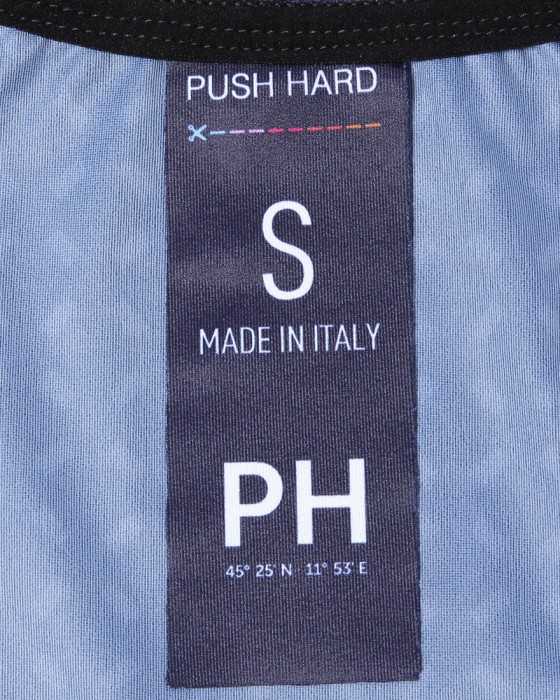 PUSH HARD
S
MADE IN ITALY
PH
45° 25' N · 11° 53' E